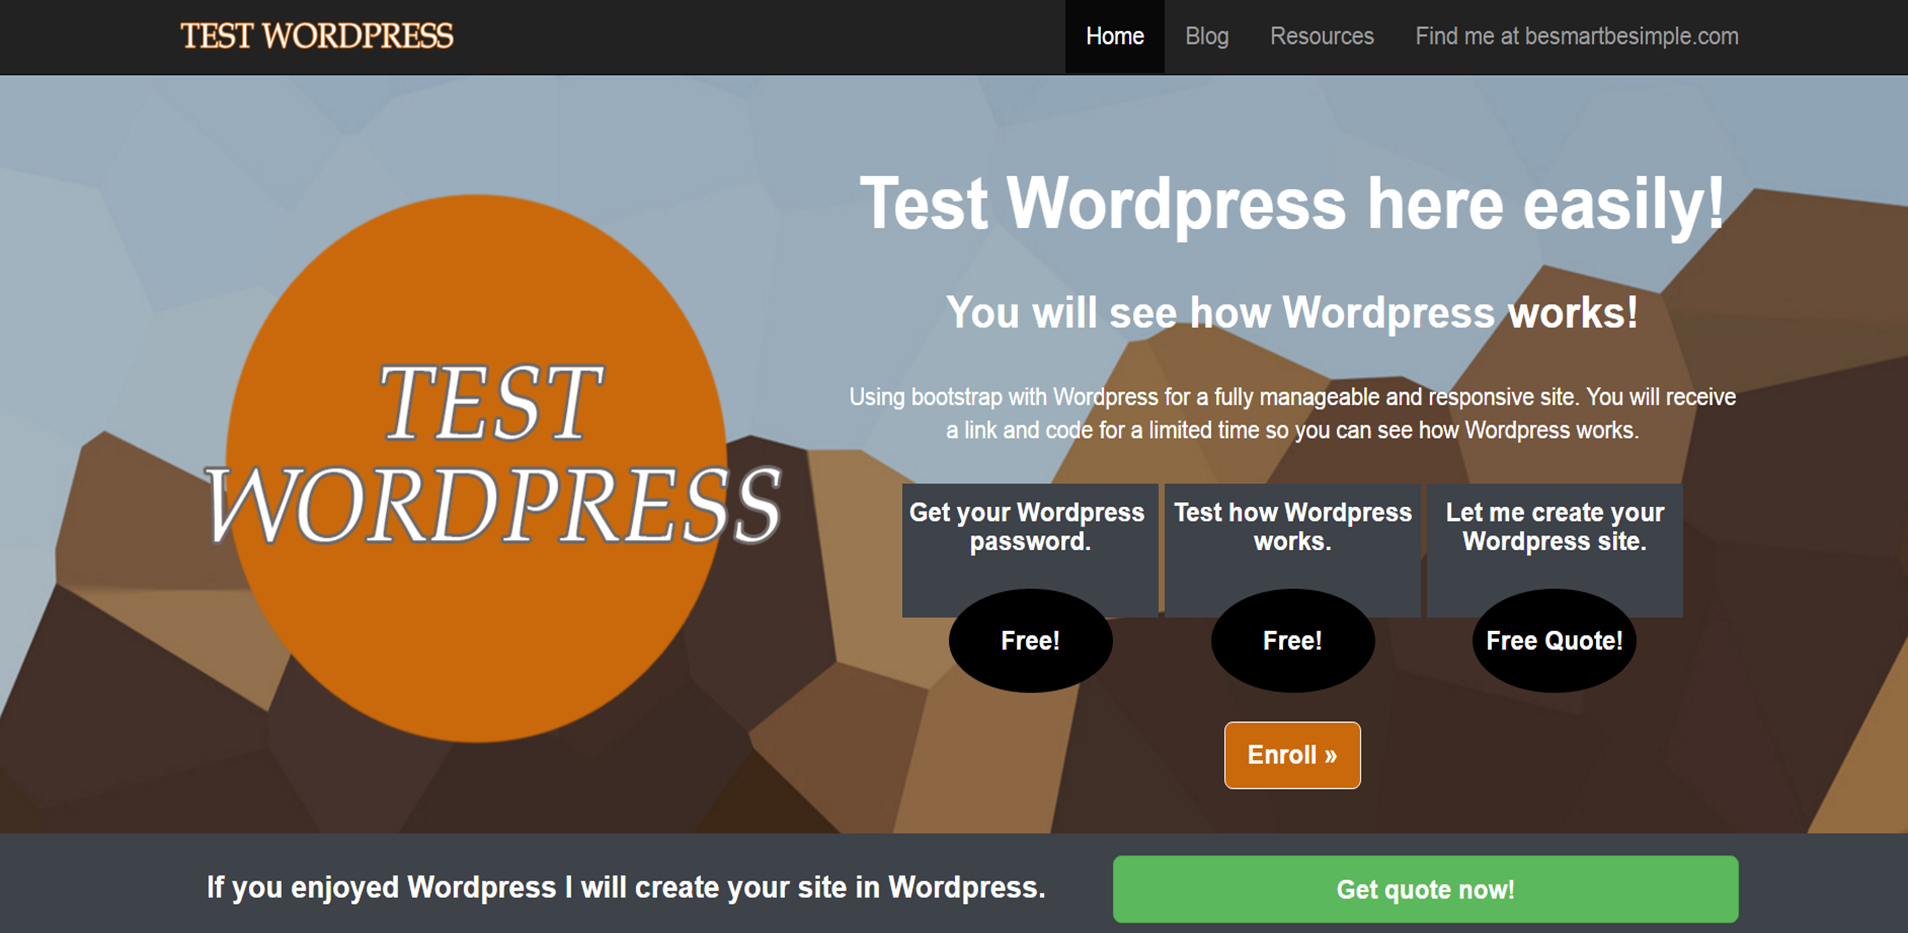 TEST WORDPRESS
Home
Blog
Resources
Find me at besmartbesimple.com
TEST
WORDPRESS
Test Wordpress here easily!
You will see how Wordpress works!
Using bootstrap with Wordpress for a fully manageable and responsive site. You will receive
a link and code for a limited time so you can see how Wordpress works.
Get your Wordpress
password.
Free!
Test how Wordpress
works.
Free!
Let me create your
Wordpress site.
Free Quote!
Enroll »
If you enjoyed Wordpress I will create your site in Wordpress.
Get quote now!